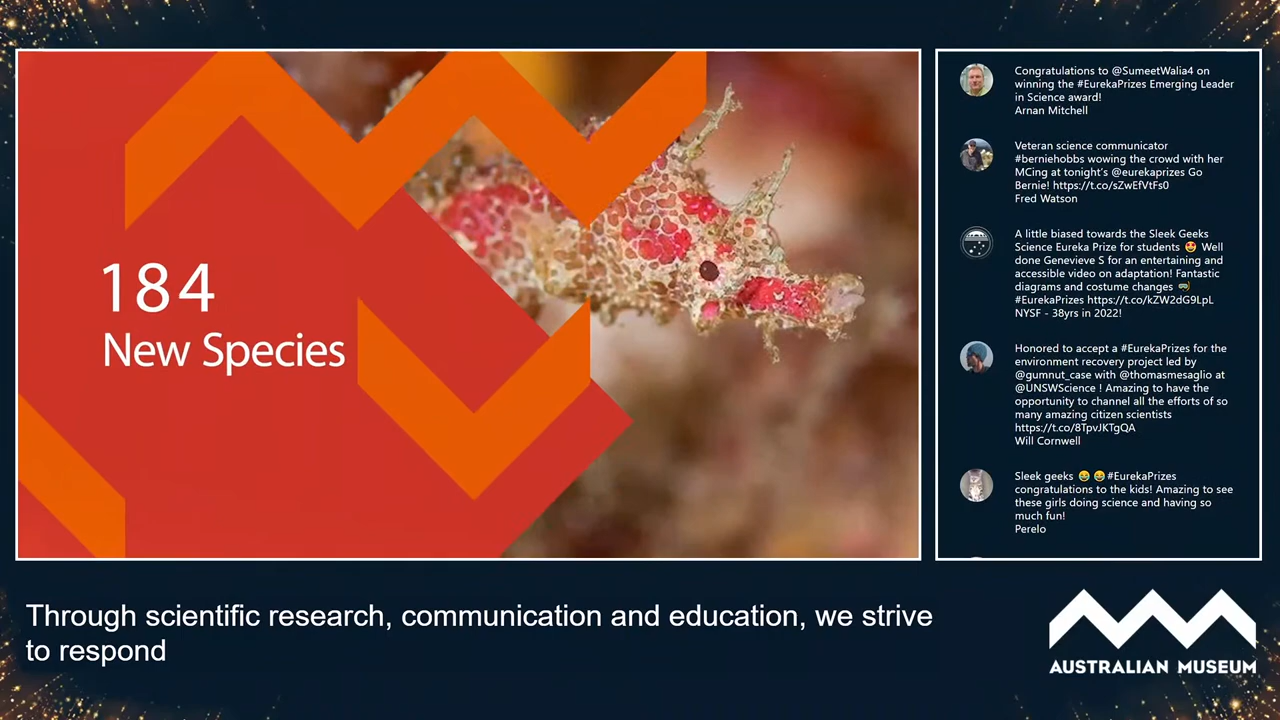 184
New Species
Congratulations to @SumeetWalia4 on
winning the #EurekaPrizes Emerging Leader
in Science award!
Arnan Mitchell
Veteran science communicator
#berniehobbs wowing the crowd with her
MCing at tonight's @eurekaprizes Go
Bernie! https://t.co/sZwEfVtFs0
Fred Watson
A little biased towards the Sleek Geeks
Science Eureka Prize for students 😍 Well
done Genevieve S for an entertaining and
accessible video on adaptation! Fantastic
diagrams and costume changes 🤿
#EurekaPrizes https://t.co/kZW2dG9LpL
NYSF - 38yrs in 2022!
Honored to accept a #EurekaPrizes for the
environment recovery project led by
@gumnut_case with @thomasmesaglio at
@UNSWScience ! Amazing to have the
opportunity to channel all the efforts of so
many amazing citizen scientists
https://t.co/8TpvJKTgQA
Will Cornwell
Sleek geeks 😂 😂 #EurekaPrizes
congratulations to the kids! Amazing to see
these girls doing science and having so
much fun!
Perelo
Through scientific research, communication and education, we strive
to respond
AUSTRALIAN MUSEUM